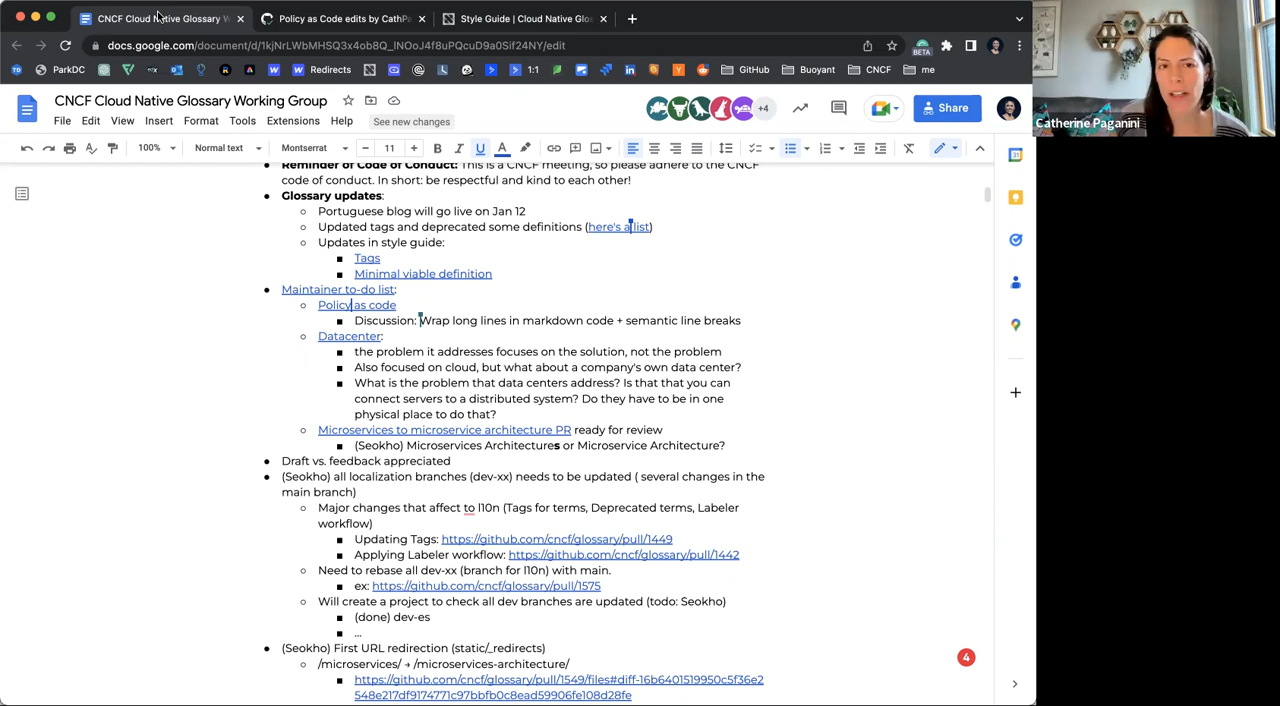 CNCF Cloud Native Glossary W
Policy as Code edits by CathPa
Style Guide | Cloud Native Glos
docs.google.com/document/d/1kjNrLWbMHSQ3x4ob8Q_lNOoJ4f8uPQcuD9a0Sif24NY/edit
BETA
ParkDC
Redirects
1:1
GitHub
Buoyant
CNCF
me
CNCF Cloud Native Glossary Working Group
+4
Share
File Edit View Insert Format Tools Extensions Help
See new changes
100%
Normal text
Montserrat
11
Catherine Paganini
• Reminder of Code of Conduct: This is a CNCF meeting, so please adhere to the CNCF
code of conduct. In short: be respectful and kind to each other!
• Glossary updates:
○ Portuguese blog will go live on Jan 12
○ Updated tags and deprecated some definitions (here's a list)
○ Updates in style guide:
■ Tags
■ Minimal viable definition
• Maintainer to-do list:
○ Policy as code
■ Discussion: Wrap long lines in markdown code + semantic line breaks
○ Datacenter:
■ the problem it addresses focuses on the solution, not the problem
■ Also focused on cloud, but what about a company's own data center?
■ What is the problem that data centers address? Is that that you can
connect servers to a distributed system? Do they have to be in one
physical place to do that?
○ Microservices to microservice architecture PR ready for review
■ (Seokho) Microservices Architectures or Microservice Architecture?
• Draft vs. feedback appreciated
• (Seokho) all localization branches (dev-xx) needs to be updated ( several changes in the
main branch)
○ Major changes that affect to l10n (Tags for terms, Deprecated terms, Labeler
workflow)
■ Updating Tags: https://github.com/cncf/glossary/pull/1449
■ Applying Labeler workflow: https://github.com/cncf/glossary/pull/1442
○ Need to rebase all dev-xx (branch for l10n) with main.
■ ex: https://github.com/cncf/glossary/pull/1575
○ Will create a project to check all dev branches are updated (todo: Seokho)
■ (done) dev-es
■ ...
• (Seokho) First URL redirection (static/_redirects)
○ /microservices/ → /microservices-architecture/
■ https://github.com/cncf/glossary/pull/1549/files#diff-16b6401519950c5f36e2
548e217df9174771c97bbfb0c8ead59906fe108d28fe
4